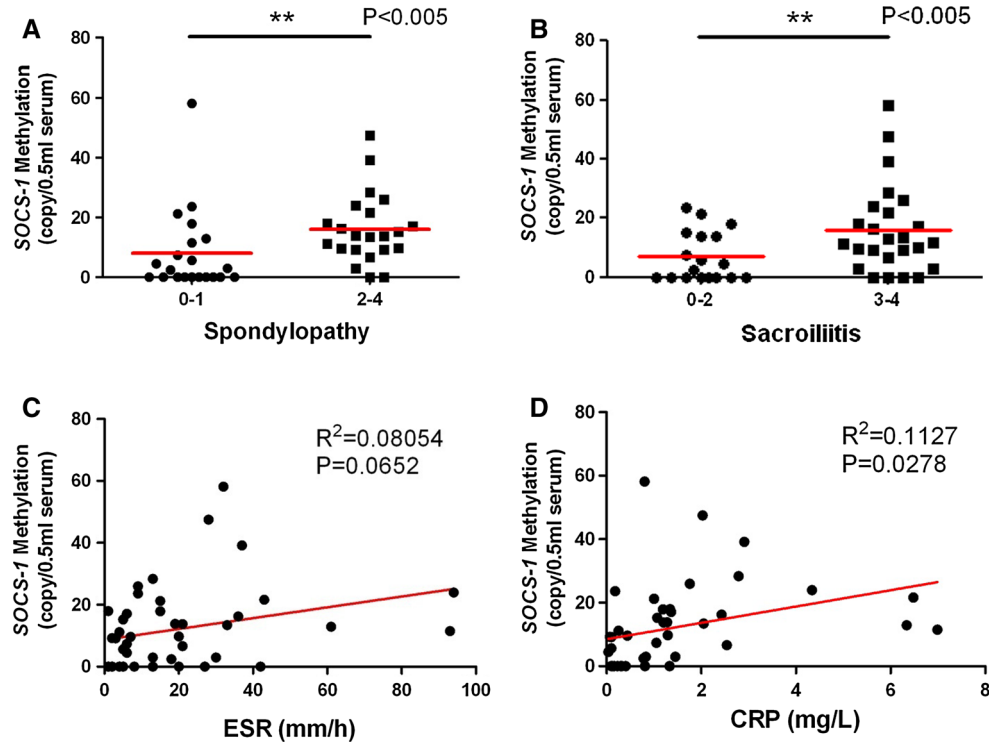 A
**
P<0.005
80
60
40
20
0
SOCS-1 Methylation
(copy/0.5ml serum)
0-1
2-4
Spondylopathy
B
**
P<0.005
80
60
40
20
0
SOCS-1 Methylation
(copy/0.5ml serum)
0-2
3-4
Sacroiliitis
C
R²=0.08054
P=0.0652
80
60
40
20
0
SOCS-1 Methylation
(copy/0.5ml serum)
0 20 40 60 80 100
ESR (mm/h)
D
R²=0.1127
P=0.0278
80
60
40
20
0
SOCS-1 Methylation
(copy/0.5ml serum)
0 2 4 6 8
CRP (mg/L)